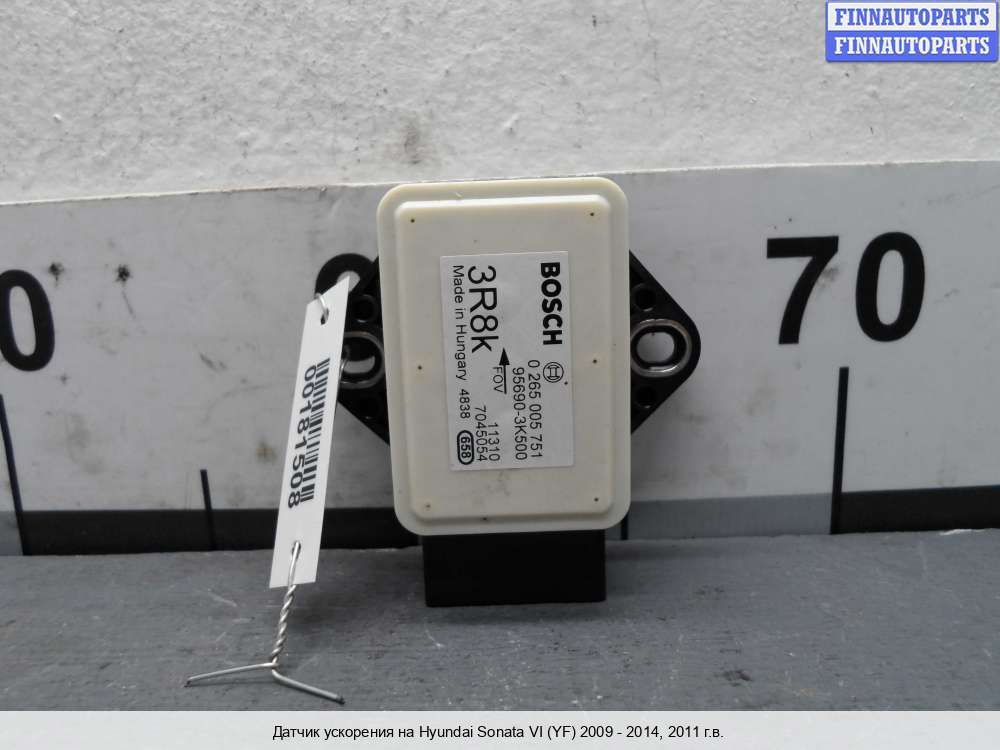 FINNAUTOPARTS
FINNAUTOPARTS
0
70
BOSCH
0 265 005 751
95690-3K500
FOV
11310
3R8k
7045054
Made in Hungary 4838
658
00181508
Датчик ускорения на Hyundai Sonata VI (YF) 2009 - 2014, 2011 г.в.